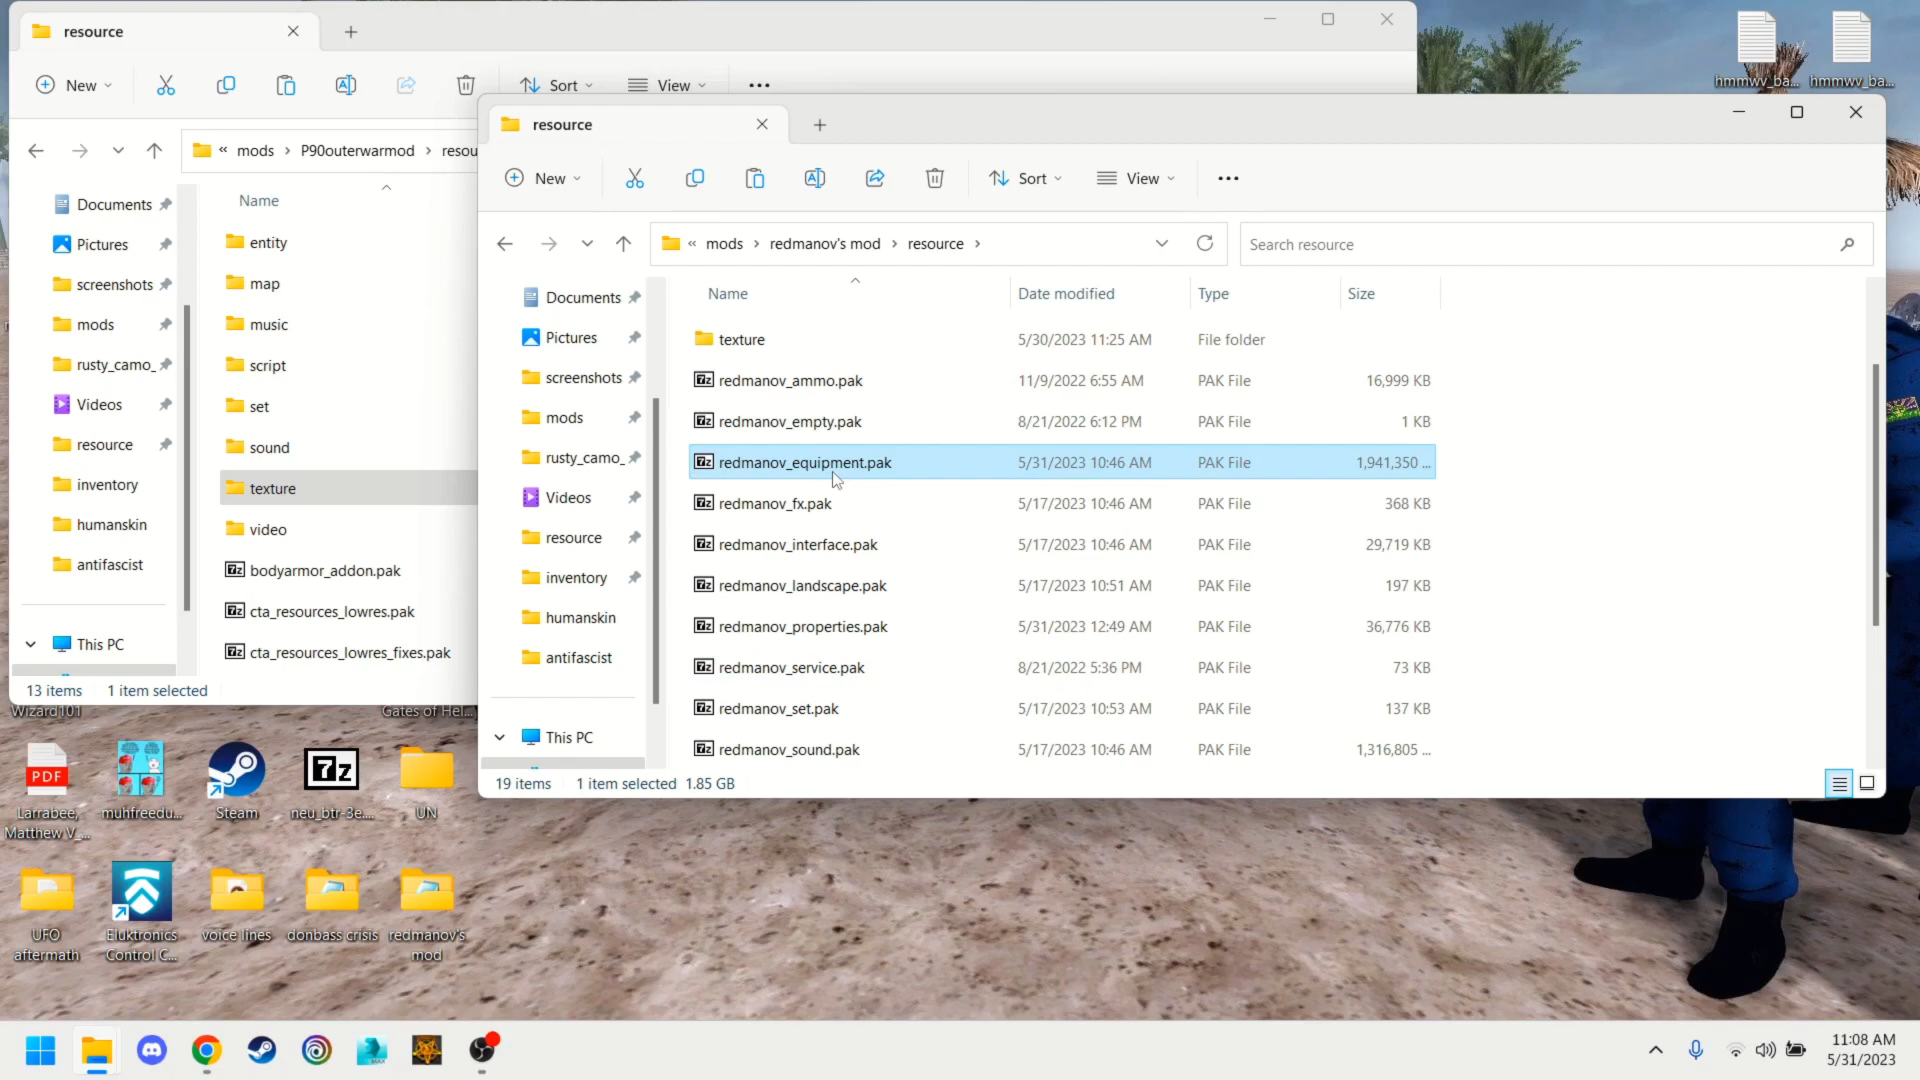 resource
New
Sort
View
mods
P90outerwarmod
resou
Name
Documents
Pictures
screenshots
mods
rusty_camo_
Videos
resource
inventory
humanskin
antifascist
This PC
entity
map
music
script
set
sound
texture
video
bodyarmor_addon.pak
cta_resources_lowres.pak
cta_resources_lowres_fixes.pak
13 items 1 item selected
resource
New
Sort
View
mods
redmanov's mod
resource
Search resource
Documents
Pictures
screenshots
mods
rusty_camo_
Videos
resource
inventory
humanskin
antifascist
This PC
Name Date modified Type Size
texture 5/30/2023 11:25 AM File folder
redmanov_ammo.pak 11/9/2022 6:55 AM PAK File 16,999 KB
redmanov_empty.pak 8/21/2022 6:12 PM PAK File 1 KB
redmanov_equipment.pak 5/31/2023 10:46 AM PAK File 1,941,350 ...
redmanov_fx.pak 5/17/2023 10:46 AM PAK File 368 KB
redmanov_interface.pak 5/17/2023 10:46 AM PAK File 29,719 KB
redmanov_landscape.pak 5/17/2023 10:51 AM PAK File 197 KB
redmanov_properties.pak 5/31/2023 12:49 AM PAK File 36,776 KB
redmanov_service.pak 8/21/2022 5:36 PM PAK File 73 KB
redmanov_set.pak 5/17/2023 10:53 AM PAK File 137 KB
redmanov_sound.pak 5/17/2023 10:46 AM PAK File 1,316,805 ...
19 items 1 item selected 1.85 GB
hmmwv_ba...
hmmwv_ba...
Wizard101
Gates of Hel...
PDF
7z
Larrabee,
Matthew V_...
muhfreedu...
Steam
neu_btr-3e....
UN
UFO
aftermath
Eluktronics
Control C...
voice lines
donbass crisis
redmanov's
mod
11:08 AM
5/31/2023